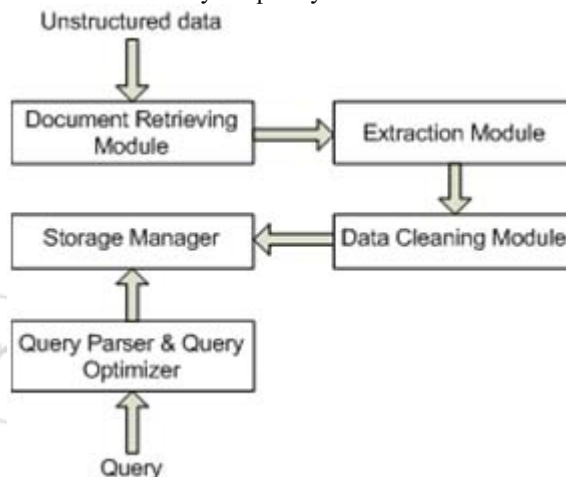 Unstructured data
Document Retrieving
Module
Extraction Module
Storage Manager
Data Cleaning Module
Query Parser & Query
Optimizer
Query